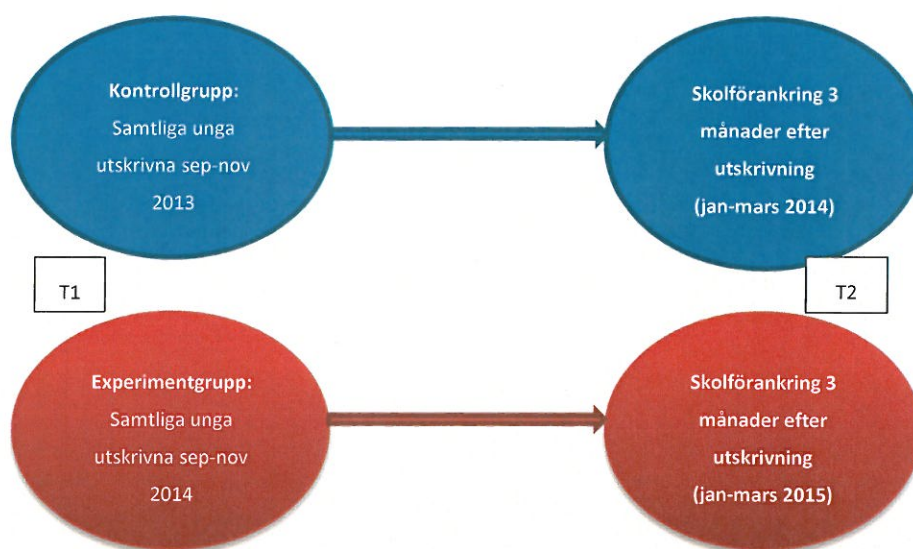 Kontrollgrupp:
Samtliga unga
utskrivna sep-nov
2013
Skolförankring 3
månader efter
utskrivning
(jan-mars 2014)
T1
T2
Experimentgrupp:
Samtliga unga
utskrivna sep-nov
2014
Skolförankring 3
månader efter
utskrivning
(jan-mars 2015)